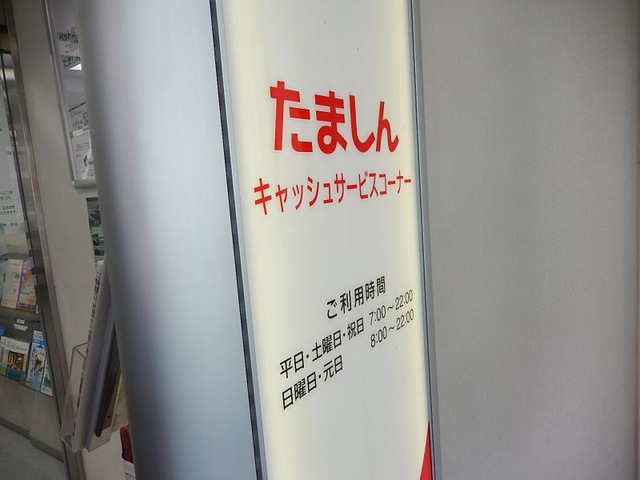 たましん
キャッシュサービスコーナー
ご利用時間
平日・土曜日・祝日 7:00～22:00
日曜日・元日 8:00～22:00